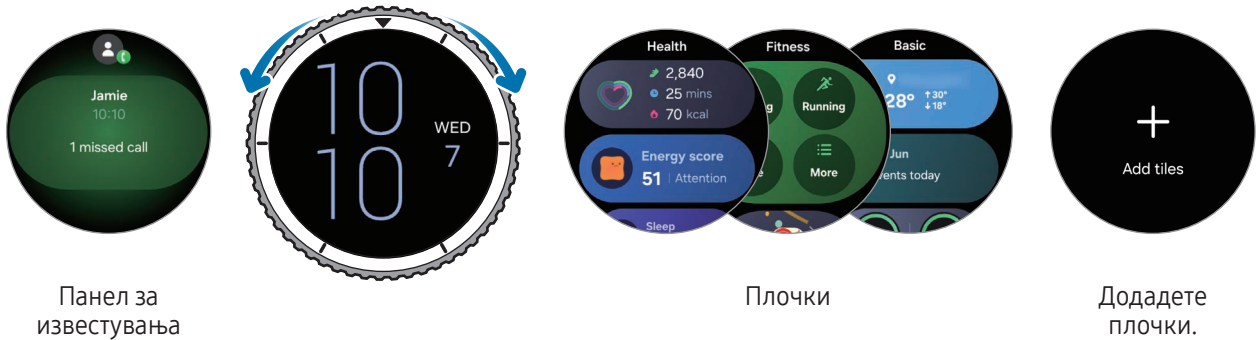 Jamie
10:10
1 missed call
10
10
WED
7
Health
2,840
25 mins
70 kcal
Energy score
51 | Attention
Sleep
Fitness
g
Running
e
More
Basic
28° ↑30°
↓18°
Jun
ents today
Add tiles
Панел за
известувања
Плочки
Додадете
плочки.